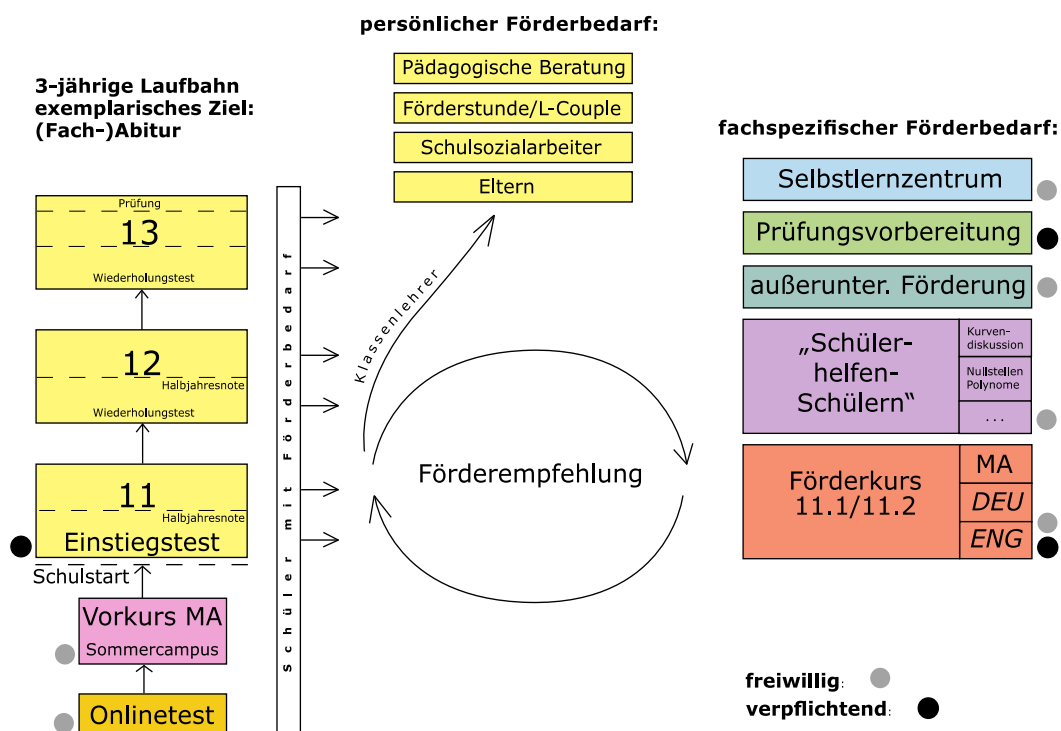 persönlicher Förderbedarf:
Pädagogische Beratung
Förderstunde/L-Couple
Schulsozialarbeiter
Eltern
3-jährige Laufbahn
exemplarisches Ziel:
(Fach-)Abitur
Prüfung
13
Wiederholungstest
12
Halbjahresnote
Wiederholungstest
11
Halbjahresnote
Einstiegstest
Schulstart
Vorkurs MA
Sommercampus
Onlinetest
Schüler mit Förderbedarf
Klassenlehrer
Förderempfehlung
fachspezifischer Förderbedarf:
Selbstlernzentrum
Prüfungsvorbereitung
außerunter. Förderung
„Schüler-
helfen-
Schülern“
Kurven-
diskussion
Nullstellen
Polynome
...
Förderkurs
11.1/11.2
MA
DEU
ENG
freiwillig:
verpflichtend: